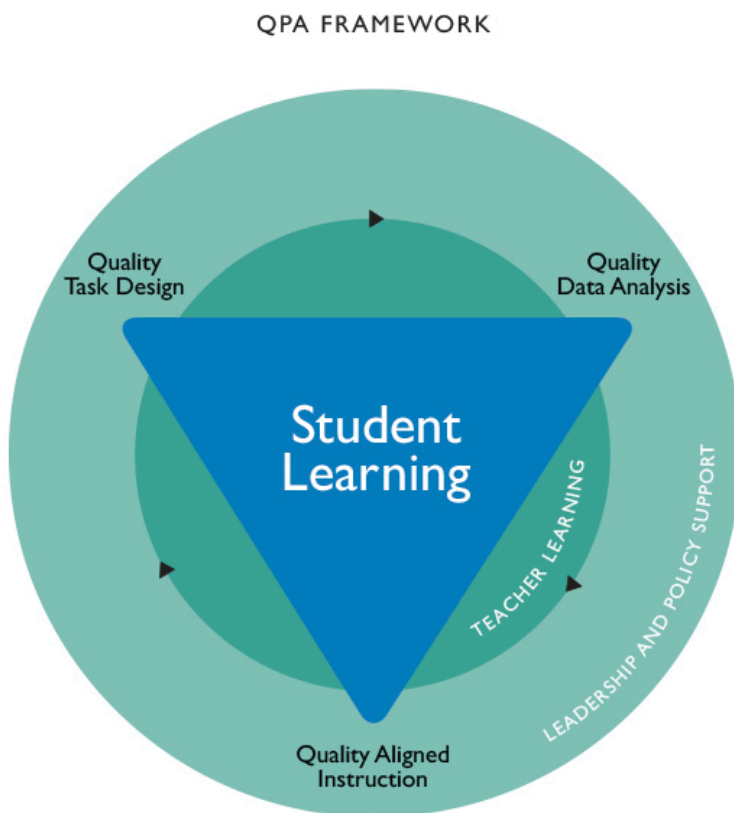 QPA FRAMEWORK
Quality
Task Design
Quality
Data Analysis
Student
Learning
TEACHER LEARNING
LEADERSHIP AND POLICY SUPPORT
Quality Aligned
Instruction